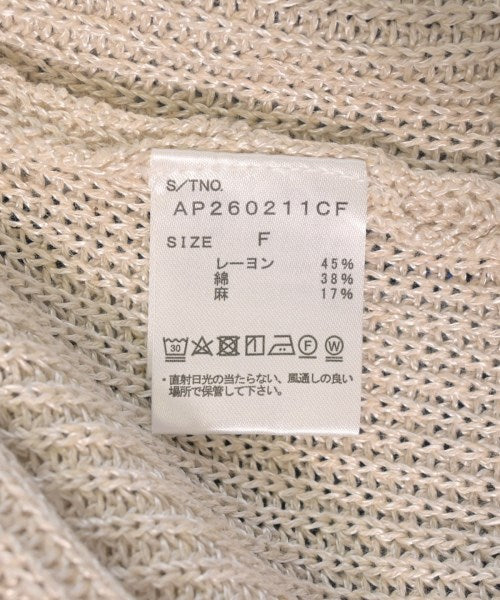 S/TNO.
AP260211CF
SIZE F
レーヨン 45%
綿 38%
麻 17%
30 F W
・直射日光の当たらない、風通しの良い
場所で保管して下さい。